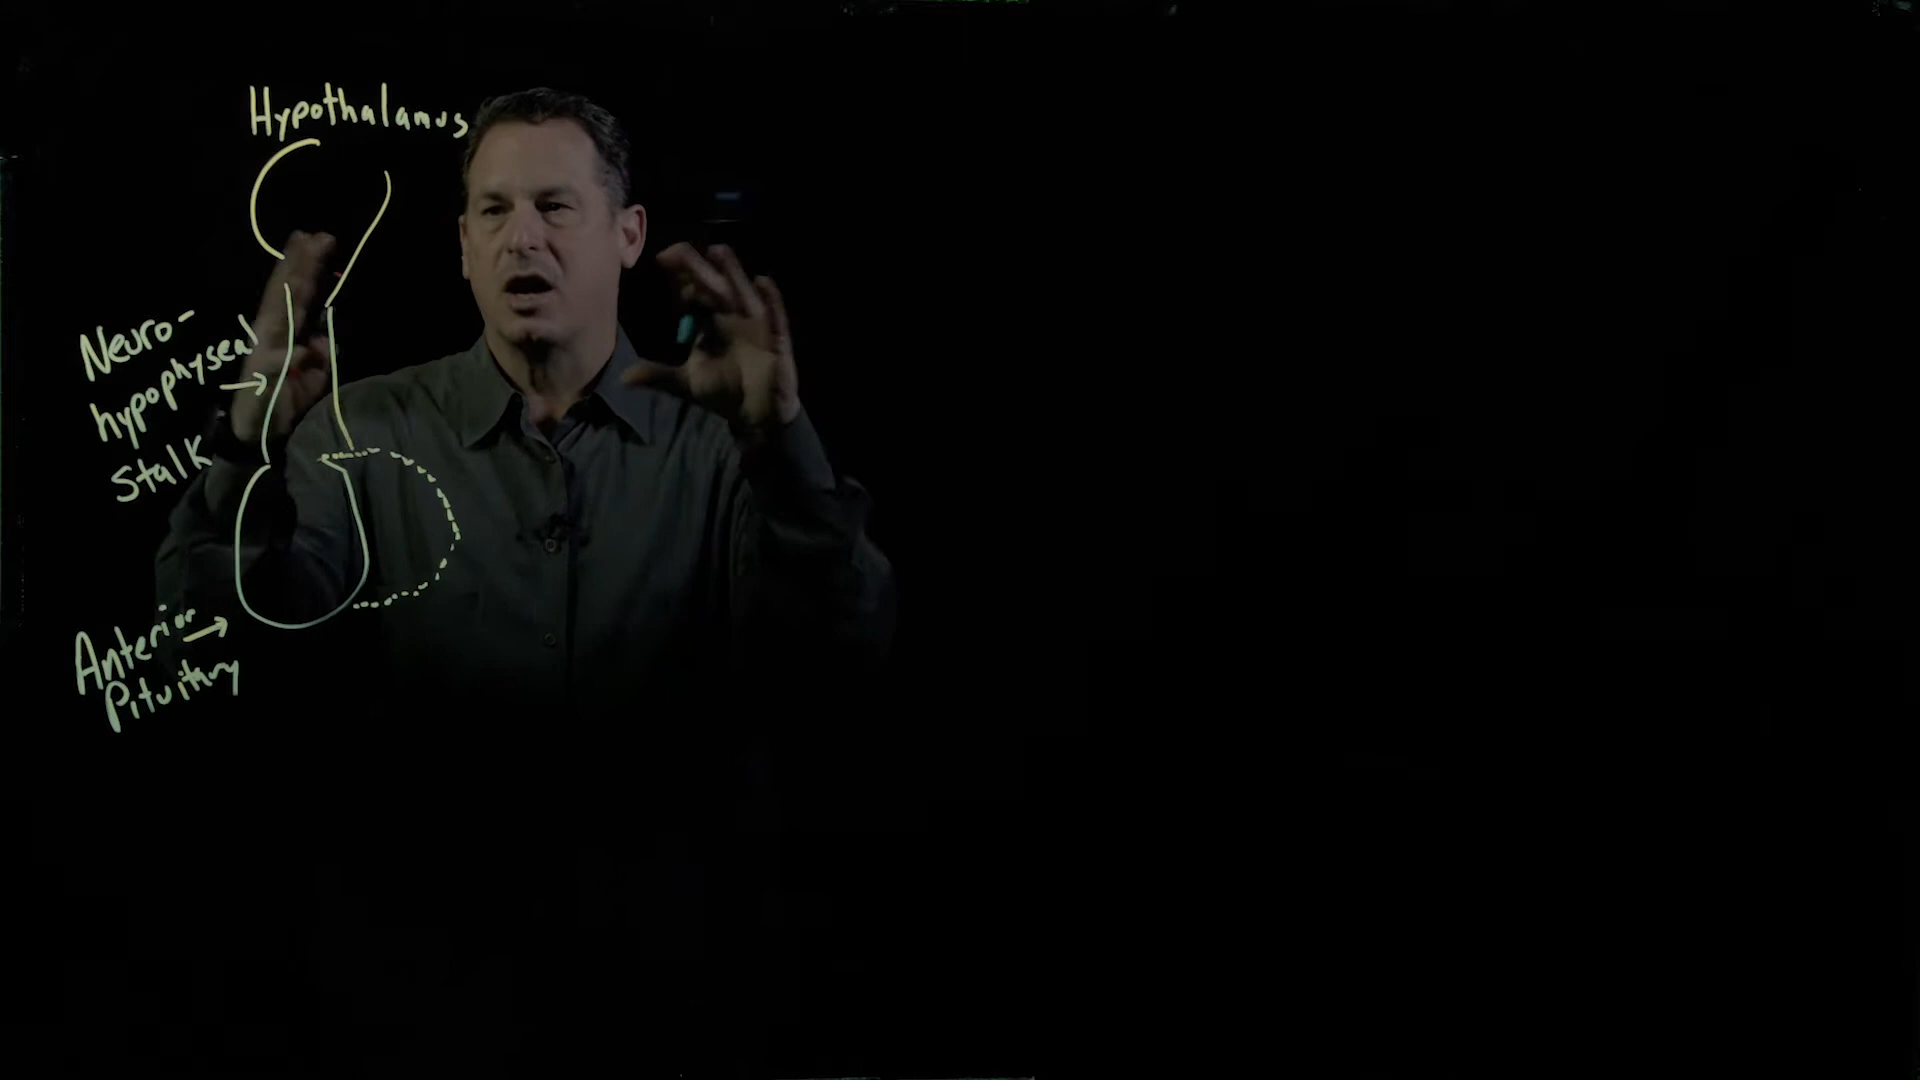 Hypothalamus
Neuro-
hypophyseal
Stalk
Anterior
Pituitary